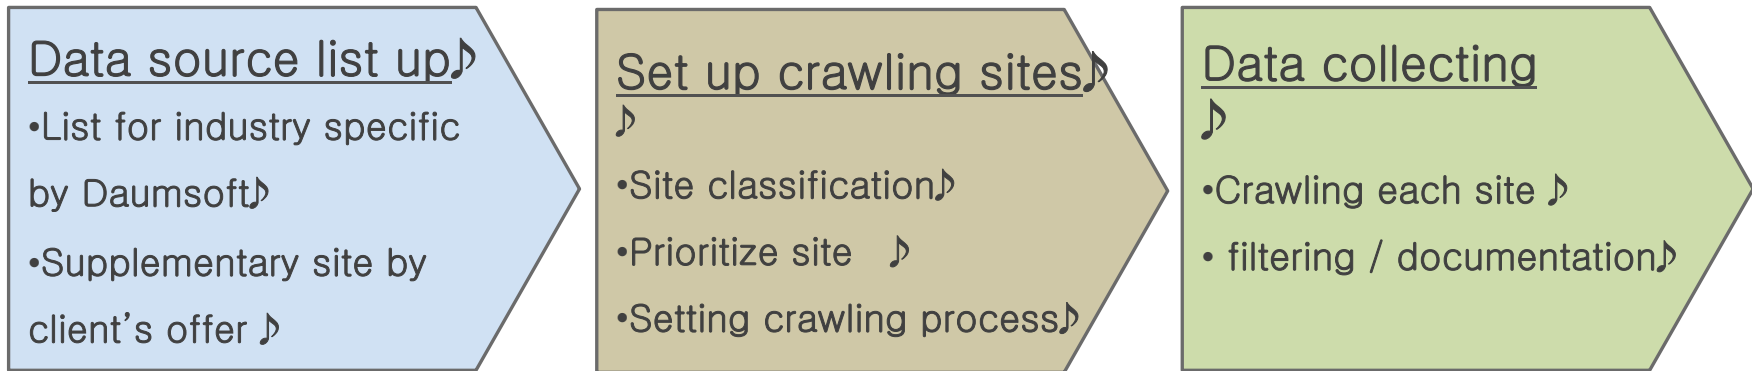 Data source list up♪
•List for industry specific
by Daumsoft♪
•Supplementary site by
client’s offer ♪
Set up crawling sites♪
♪
•Site classification♪
•Prioritize site ♪
•Setting crawling process♪
Data collecting
♪
•Crawling each site ♪
• filtering / documentation♪